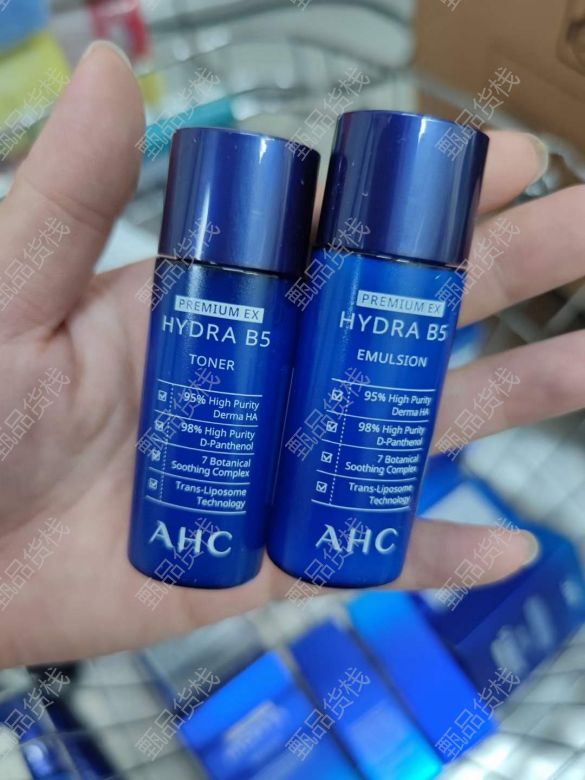 PREMIUM EX
HYDRA B5
TONER
95% High Purity
Derma HA
98% High Purity
D-Panthenol
7 Botanical
Soothing Complex
Trans-Liposome
Technology
AHC
PREMIUM EX
HYDRA B5
EMULSION
95% High Purity
Derma HA
98% High Purity
D-Panthenol
7 Botanical
Soothing Complex
Trans-Liposome
Technology
AHC
甄品货栈